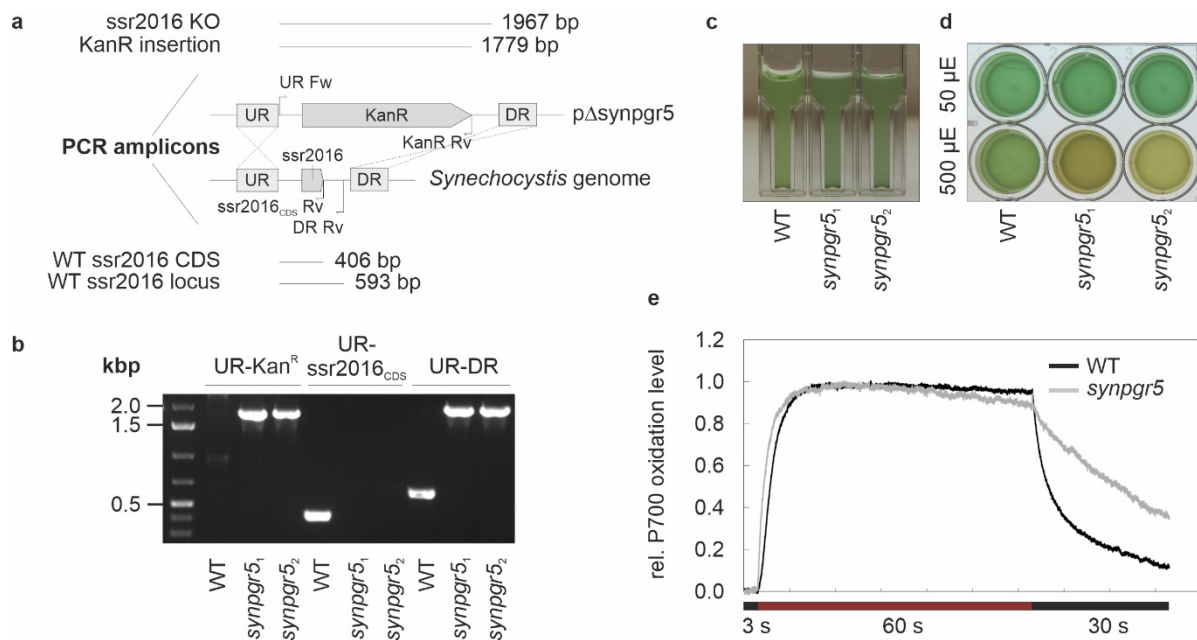 a
ssr2016 KO 1967 bp
KanR insertion 1779 bp
UR Fw
UR KanR DR pΔsynpgr5
KanR Rv
PCR amplicons
ssr2016
UR DR Synechocystis genome
ssr2016CDS Rv
DR Rv
WT ssr2016 CDS 406 bp
WT ssr2016 locus 593 bp
b
kbp
UR-KanR
UR-ssr2016CDS
UR-DR
2.0
1.5
0.5
WT
synpgr5₁
synpgr5₂
WT
synpgr5₁
synpgr5₂
WT
synpgr5₁
synpgr5₂
c
WT
synpgr5₁
synpgr5₂
d
50 µE
500 µE
WT
synpgr5₁
synpgr5₂
e
rel. P700 oxidation level
1.2
1.0
0.8
0.6
0.4
0.2
0.0
WT
synpgr5
3 s 60 s 30 s